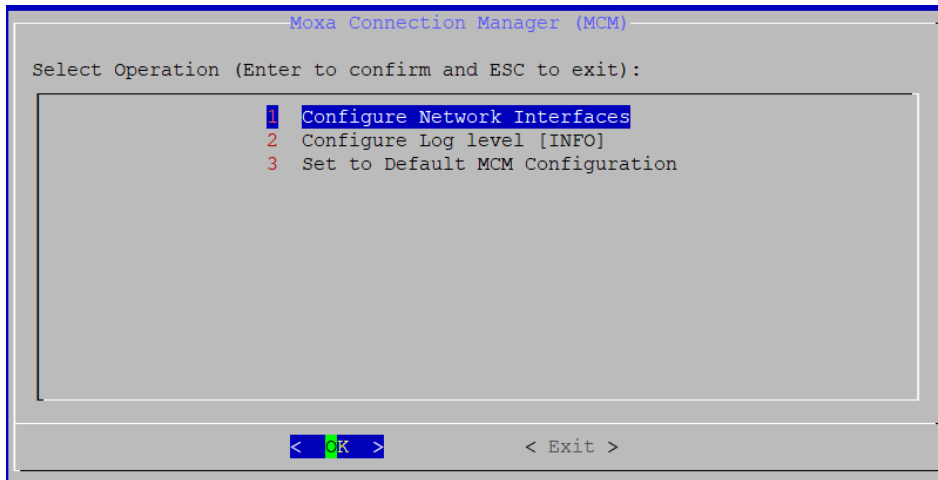 Moxa Connection Manager (MCM)
Select Operation (Enter to confirm and ESC to exit):
1 Configure Network Interfaces
2 Configure Log level [INFO]
3 Set to Default MCM Configuration
< OK > < Exit >